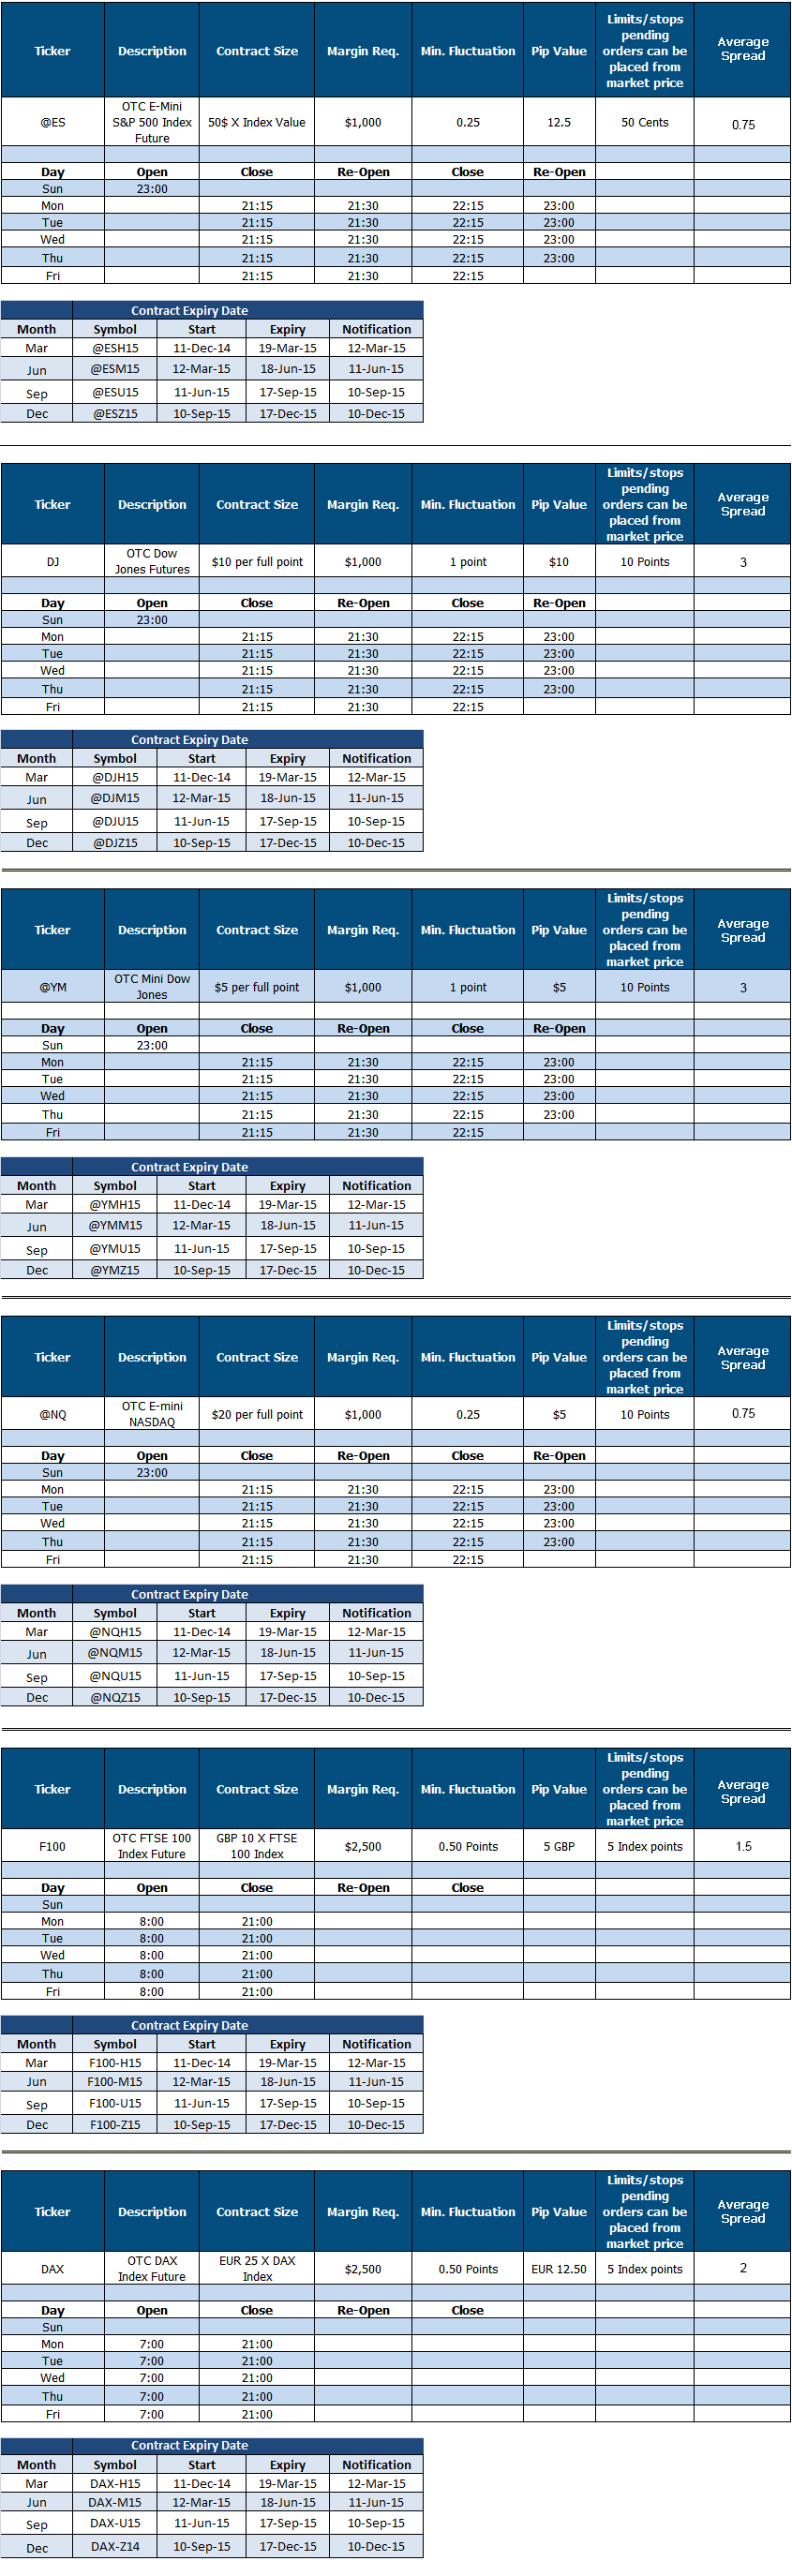 Ticker Description Contract Size Margin Req. Min. Fluctuation Pip Value Limits/stops pending orders can be placed from market price Average Spread
@ES OTC E-Mini S&P 500 Index Future 50$ X Index Value $1,000 0.25 12.5 50 Cents 0.75
Day Open Close Re-Open Close Re-Open
Sun 23:00
Mon 21:15 21:30 22:15 23:00
Tue 21:15 21:30 22:15 23:00
Wed 21:15 21:30 22:15 23:00
Thu 21:15 21:30 22:15 23:00
Fri 21:15 21:30 22:15
Contract Expiry Date
Month Symbol Start Expiry Notification
Mar @ESH15 11-Dec-14 19-Mar-15 12-Mar-15
Jun @ESM15 12-Mar-15 18-Jun-15 11-Jun-15
Sep @ESU15 11-Jun-15 17-Sep-15 10-Sep-15
Dec @ESZ15 10-Sep-15 17-Dec-15 10-Dec-15
Ticker Description Contract Size Margin Req. Min. Fluctuation Pip Value Limits/stops pending orders can be placed from market price Average Spread
DJ OTC Dow Jones Futures $10 per full point $1,000 1 point $10 10 Points 3
Day Open Close Re-Open Close Re-Open
Sun 23:00
Mon 21:15 21:30 22:15 23:00
Tue 21:15 21:30 22:15 23:00
Wed 21:15 21:30 22:15 23:00
Thu 21:15 21:30 22:15 23:00
Fri 21:15 21:30 22:15
Contract Expiry Date
Month Symbol Start Expiry Notification
Mar @DJH15 11-Dec-14 19-Mar-15 12-Mar-15
Jun @DJM15 12-Mar-15 18-Jun-15 11-Jun-15
Sep @DJU15 11-Jun-15 17-Sep-15 10-Sep-15
Dec @DJZ15 10-Sep-15 17-Dec-15 10-Dec-15
Ticker Description Contract Size Margin Req. Min. Fluctuation Pip Value Limits/stops pending orders can be placed from market price Average Spread
@YM OTC Mini Dow Jones $5 per full point $1,000 1 point $5 10 Points 3
Day Open Close Re-Open Close Re-Open
Sun 23:00
Mon 21:15 21:30 22:15 23:00
Tue 21:15 21:30 22:15 23:00
Wed 21:15 21:30 22:15 23:00
Thu 21:15 21:30 22:15 23:00
Fri 21:15 21:30 22:15
Contract Expiry Date
Month Symbol Start Expiry Notification
Mar @YMH15 11-Dec-14 19-Mar-15 12-Mar-15
Jun @YMM15 12-Mar-15 18-Jun-15 11-Jun-15
Sep @YMU15 11-Jun-15 17-Sep-15 10-Sep-15
Dec @YMZ15 10-Sep-15 17-Dec-15 10-Dec-15
Ticker Description Contract Size Margin Req. Min. Fluctuation Pip Value Limits/stops pending orders can be placed from market price Average Spread
@NQ OTC E-mini NASDAQ $20 per full point $1,000 0.25 $5 10 Points 0.75
Day Open Close Re-Open Close Re-Open
Sun 23:00
Mon 21:15 21:30 22:15 23:00
Tue 21:15 21:30 22:15 23:00
Wed 21:15 21:30 22:15 23:00
Thu 21:15 21:30 22:15 23:00
Fri 21:15 21:30 22:15
Contract Expiry Date
Month Symbol Start Expiry Notification
Mar @NQH15 11-Dec-14 19-Mar-15 12-Mar-15
Jun @NQM15 12-Mar-15 18-Jun-15 11-Jun-15
Sep @NQU15 11-Jun-15 17-Sep-15 10-Sep-15
Dec @NQZ15 10-Sep-15 17-Dec-15 10-Dec-15
Ticker Description Contract Size Margin Req. Min. Fluctuation Pip Value Limits/stops pending orders can be placed from market price Average Spread
F100 OTC FTSE 100 Index Future GBP 10 X FTSE 100 Index $2,500 0.50 Points 5 GBP 5 Index points 1.5
Day Open Close Re-Open Close
Sun
Mon 8:00 21:00
Tue 8:00 21:00
Wed 8:00 21:00
Thu 8:00 21:00
Fri 8:00 21:00
Contract Expiry Date
Month Symbol Start Expiry Notification
Mar F100-H15 11-Dec-14 19-Mar-15 12-Mar-15
Jun F100-M15 12-Mar-15 18-Jun-15 11-Jun-15
Sep F100-U15 11-Jun-15 17-Sep-15 10-Sep-15
Dec F100-Z15 10-Sep-15 17-Dec-15 10-Dec-15
Ticker Description Contract Size Margin Req. Min. Fluctuation Pip Value Limits/stops pending orders can be placed from market price Average Spread
DAX OTC DAX Index Future EUR 25 X DAX Index $2,500 0.50 Points EUR 12.50 5 Index points 2
Day Open Close Re-Open Close
Sun
Mon 7:00 21:00
Tue 7:00 21:00
Wed 7:00 21:00
Thu 7:00 21:00
Fri 7:00 21:00
Contract Expiry Date
Month Symbol Start Expiry Notification
Mar DAX-H15 11-Dec-14 19-Mar-15 12-Mar-15
Jun DAX-M15 12-Mar-15 18-Jun-15 11-Jun-15
Sep DAX-U15 11-Jun-15 17-Sep-15 10-Sep-15
Dec DAX-Z14 10-Sep-15 17-Dec-15 10-Dec-15